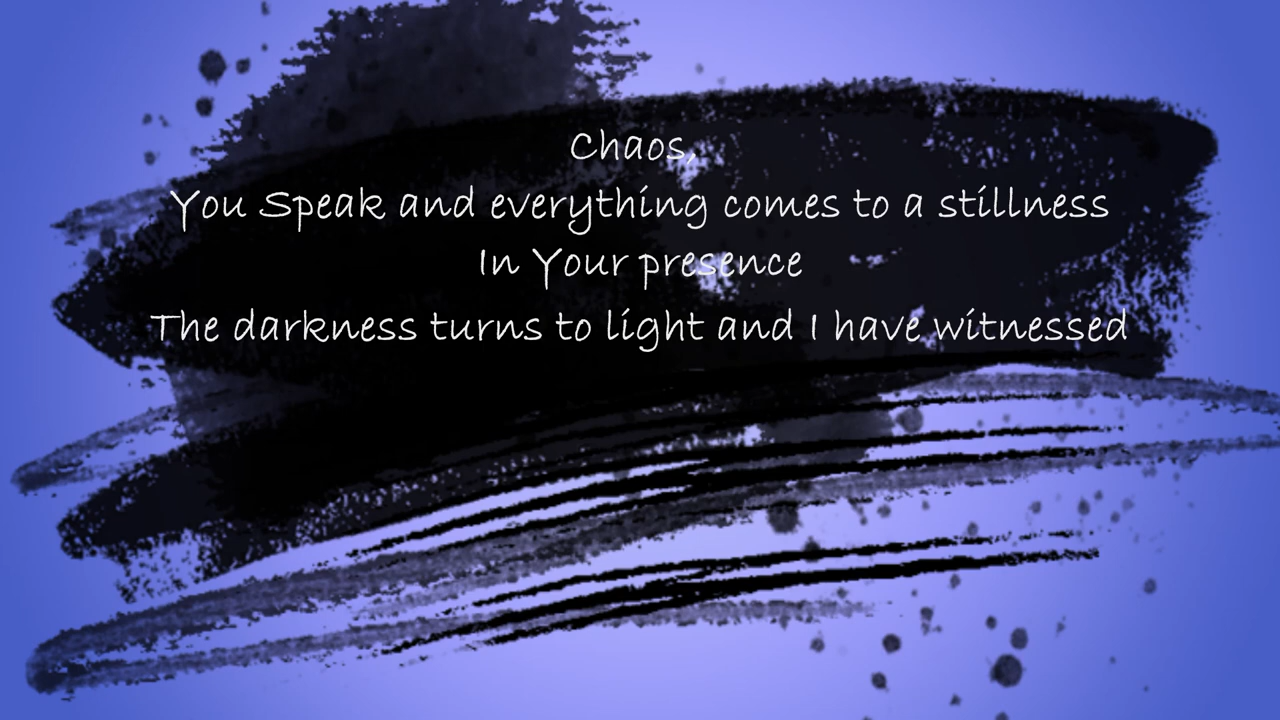 Chaos,
You Speak and everything comes to a stillness
In Your presence
The darkness turns to light and I have witnessed